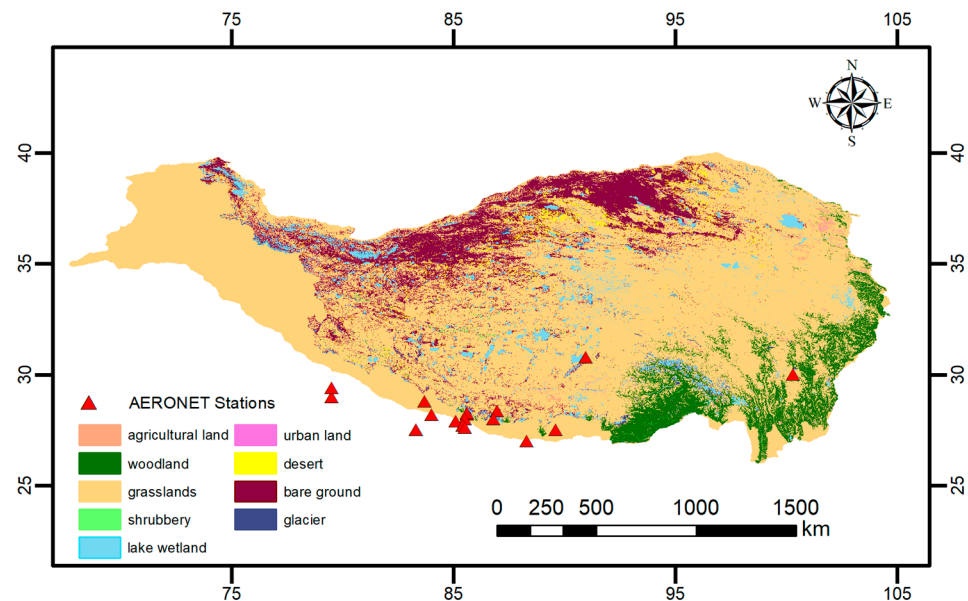 75 85 95 105
N
W E
S
40 40
35 35
30 30
25 25
AERONET Stations
agricultural land urban land
woodland desert
grasslands bare ground
shrubbery glacier
lake wetland
0 250 500 1000 1500
km
75 85 95 105